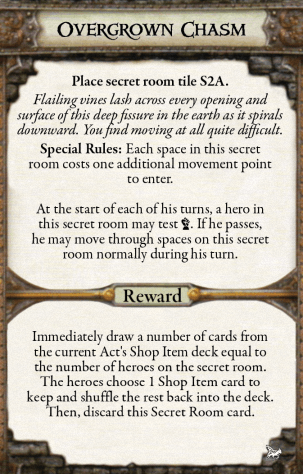 Overgrown Chasm
Place secret room tile S2A.
Flailing vines lash across every opening and
surface of this deep fissure in the earth as it spirals
downward. You find moving at all quite difficult.
Special Rules: Each space in this secret
room costs one additional movement point
to enter.
At the start of each of his turns, a hero in
this secret room may test . If he passes,
he may move through spaces on this secret
room normally during his turn.
Reward
Immediately draw a number of cards from
the current Act's Shop Item deck equal to
the number of heroes on the secret room.
The heroes choose 1 Shop Item card to
keep and shuffle the rest back into the deck.
Then, discard this Secret Room card.